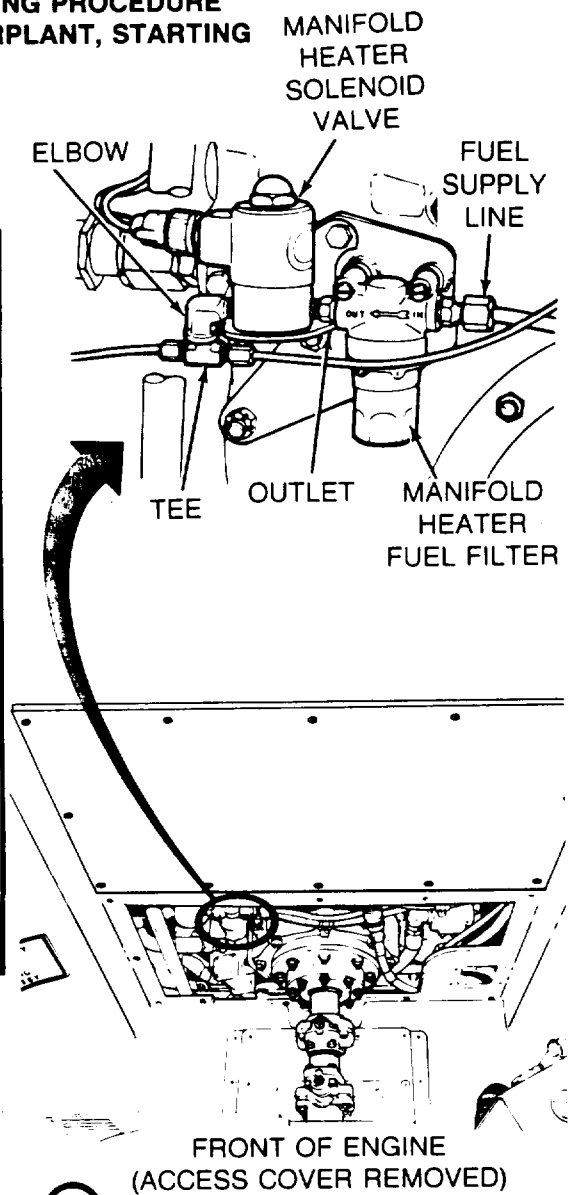 NG PROCEDURE
RPLANT, STARTING
MANIFOLD
HEATER
SOLENOID
VALVE
ELBOW
FUEL
SUPPLY
LINE
OUT IN
TEE
OUTLET
MANIFOLD
HEATER
FUEL FILTER
FRONT OF ENGINE
(ACCESS COVER REMOVED)